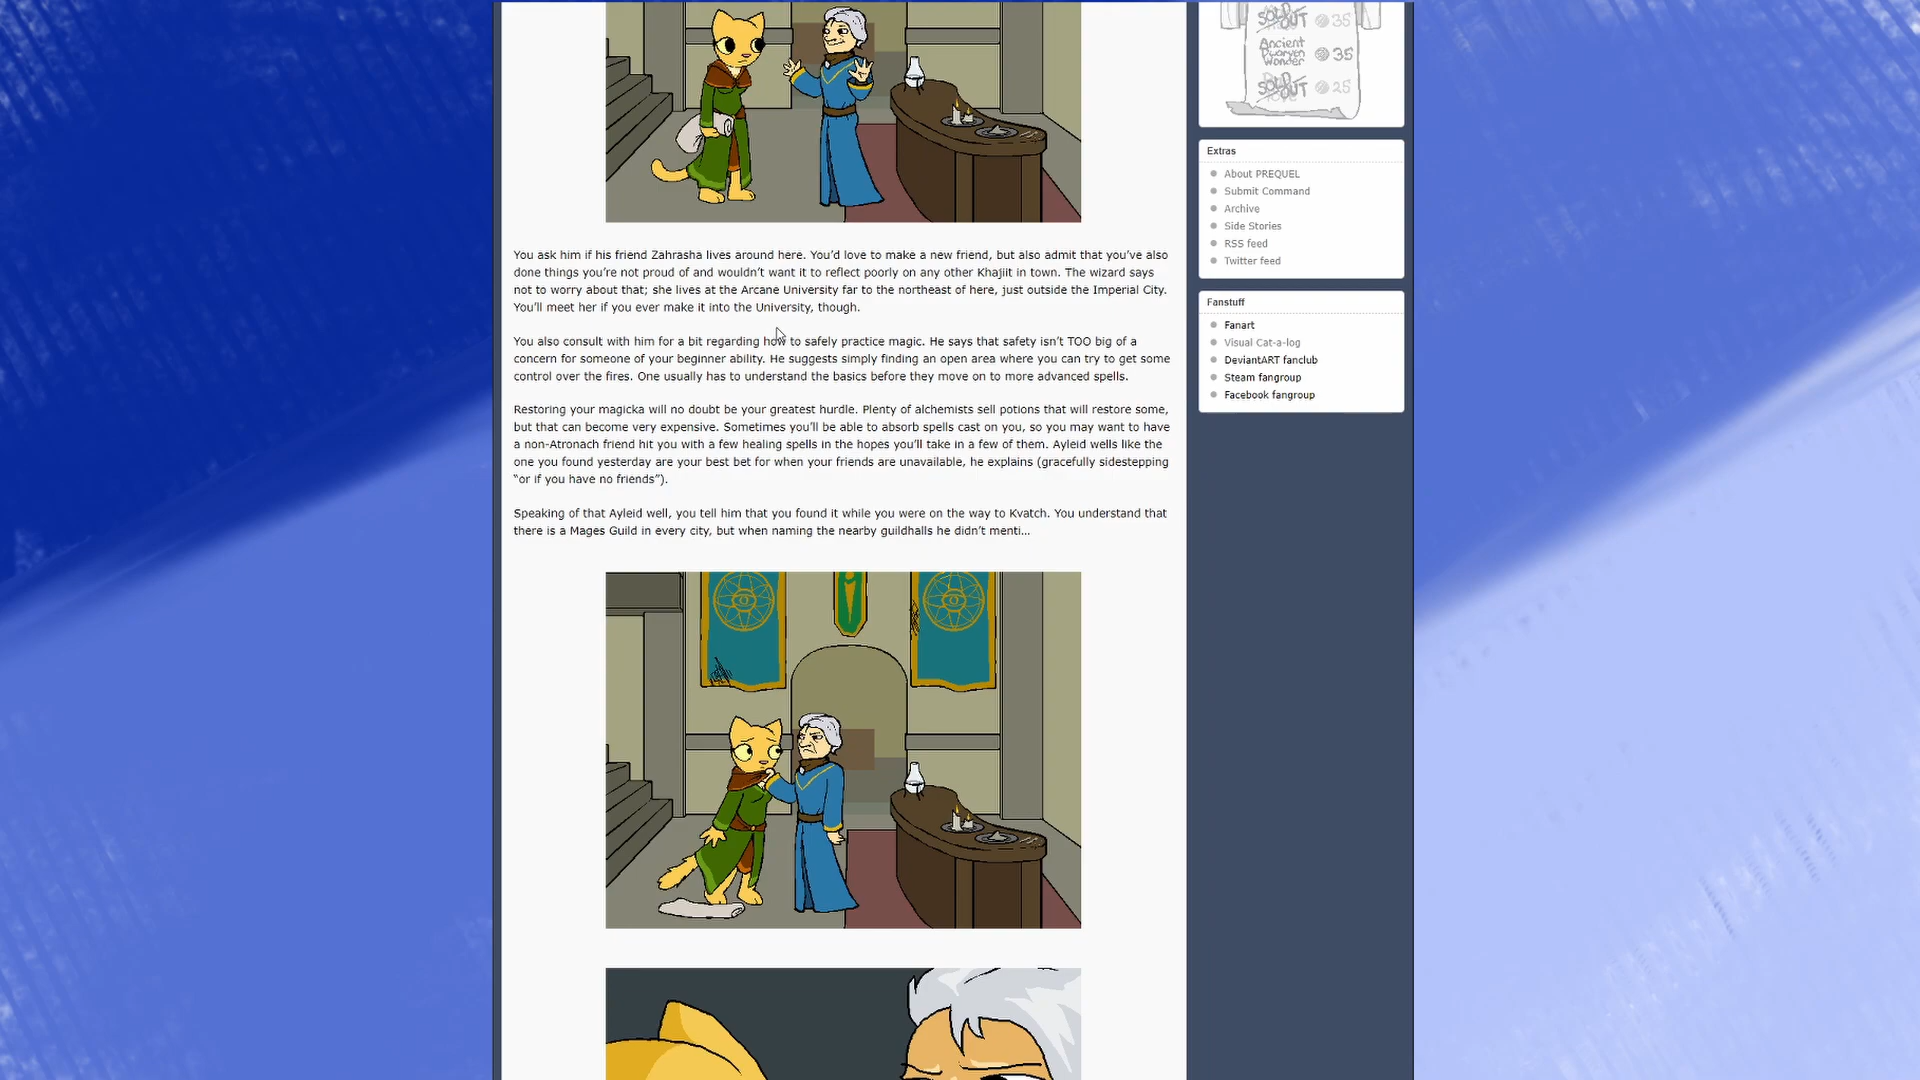 You ask him if his friend Zahrasha lives around here. You’d love to make a new friend, but also admit that you’ve also
done things you’re not proud of and wouldn’t want it to reflect poorly on any other Khajiit in town. The wizard says
not to worry about that; she lives at the Arcane University far to the northeast of here, just outside the Imperial City.
You’ll meet her if you ever make it into the University, though.
You also consult with him for a bit regarding how to safely practice magic. He says that safety isn’t TOO big of a
concern for someone of your beginner ability. He suggests simply finding an open area where you can try to get some
control over the fires. One usually has to understand the basics before they move on to more advanced spells.
Restoring your magicka will no doubt be your greatest hurdle. Plenty of alchemists sell potions that will restore some,
but that can become very expensive. Sometimes you’ll be able to absorb spells cast on you, so you may want to have
a non-Atronach friend hit you with a few healing spells in the hopes you’ll take in a few of them. Ayleid wells like the
one you found yesterday are your best bet for when your friends are unavailable, he explains (gracefully sidestepping
“or if you have no friends”).
Speaking of that Ayleid well, you tell him that you found it while you were on the way to Kvatch. You understand that
there is a Mages Guild in every city, but when naming the nearby guildhalls he didn’t menti...
SOLD OUT 35
Ancient
Dwarven
Wonder 35
SOLD OUT 25
Extras
About PREQUEL
Submit Command
Archive
Side Stories
RSS feed
Twitter feed
Fanstuff
Fanart
Visual Cat-a-log
DeviantART fanclub
Steam fangroup
Facebook fangroup